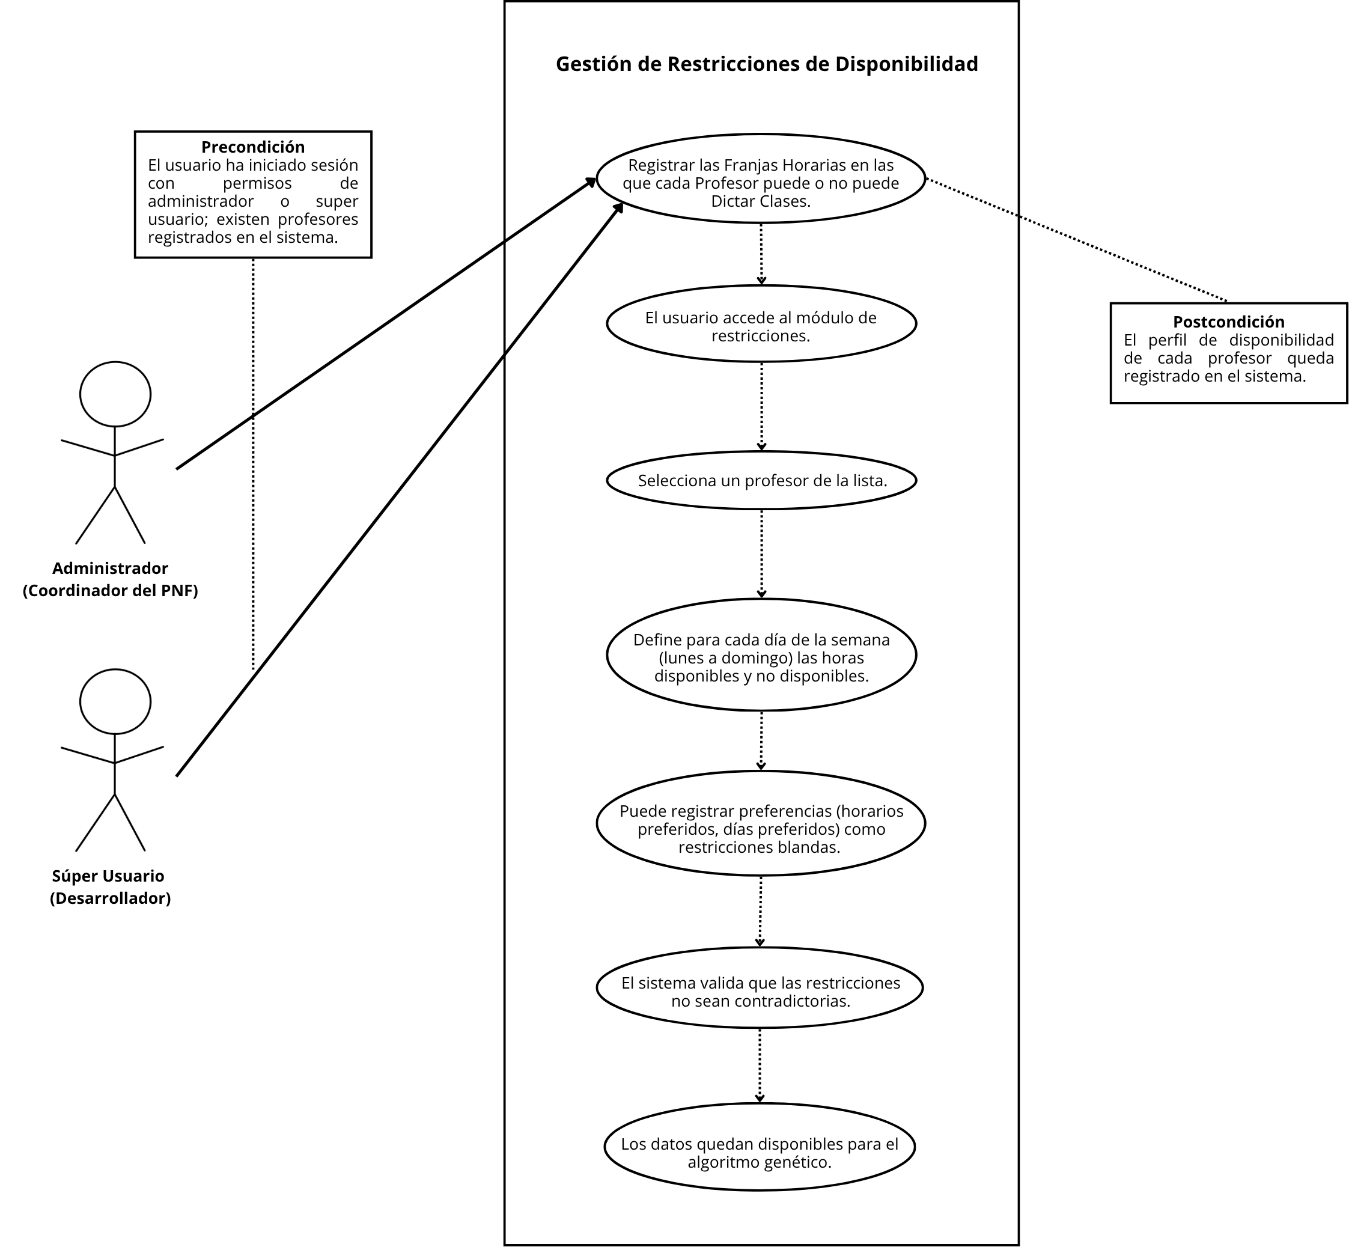 Gestión de Restricciones de Disponibilidad
Precondición
El usuario ha iniciado sesión
con permisos de
administrador o super
usuario; existen profesores
registrados en el sistema.
Registrar las Franjas Horarias en las
que cada Profesor puede o no puede
Dictar Clases.
El usuario accede al módulo de
restricciones.
Postcondición
El perfil de disponibilidad
de cada profesor queda
registrado en el sistema.
Selecciona un profesor de la lista.
Administrador
(Coordinador del PNF)
Define para cada día de la semana
(lunes a domingo) las horas
disponibles y no disponibles.
Puede registrar preferencias (horarios
preferidos, días preferidos) como
restricciones blandas.
Súper Usuario
(Desarrollador)
El sistema valida que las restricciones
no sean contradictorias.
Los datos quedan disponibles para el
algoritmo genético.